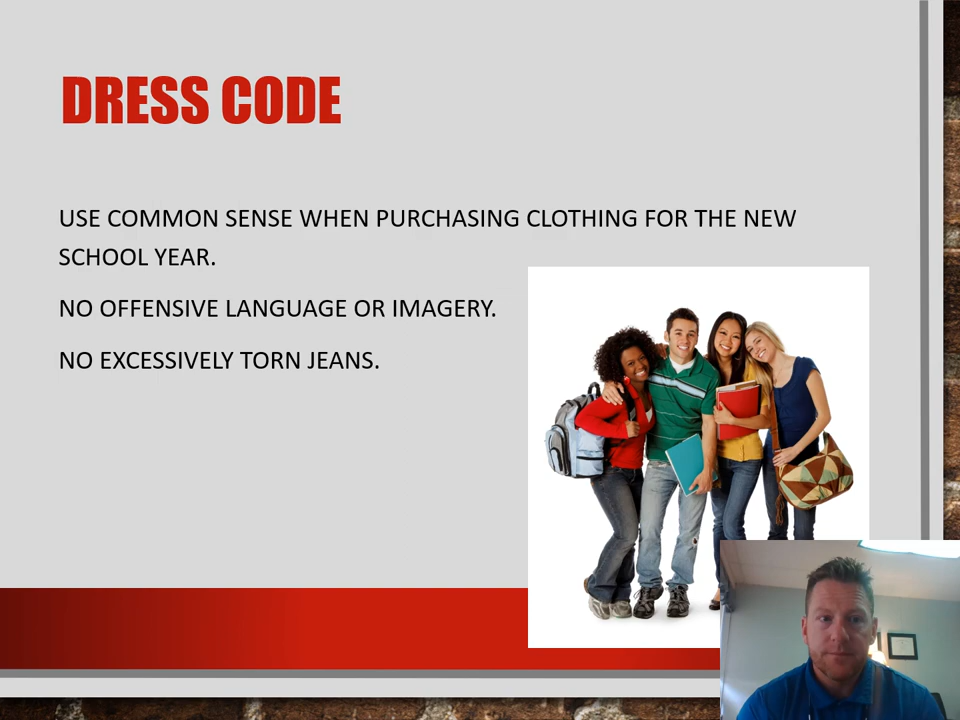 DRESS CODE
USE COMMON SENSE WHEN PURCHASING CLOTHING FOR THE NEW
SCHOOL YEAR.
NO OFFENSIVE LANGUAGE OR IMAGERY.
NO EXCESSIVELY TORN JEANS.